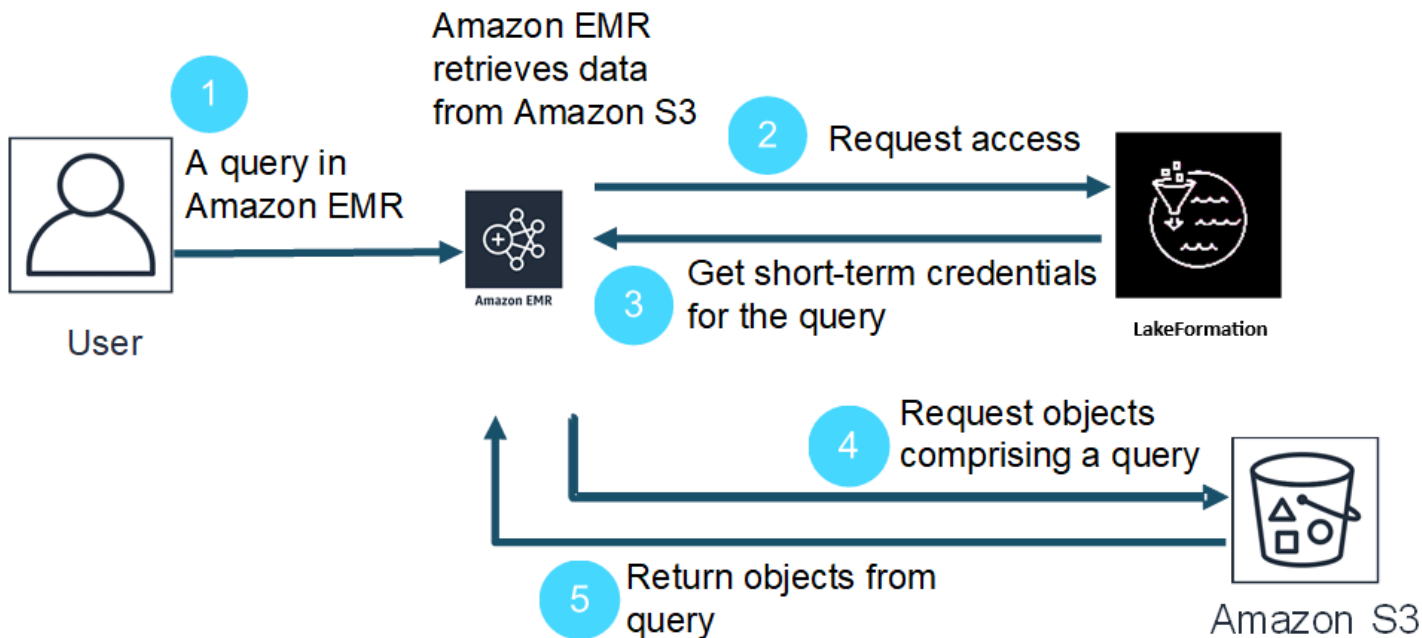 1
A query in
Amazon EMR
User
Amazon EMR
retrieves data
from Amazon S3
Amazon EMR
2
Request access
3
Get short-term credentials
for the query
LakeFormation
4
Request objects
comprising a query
5
Return objects from
query
Amazon S3